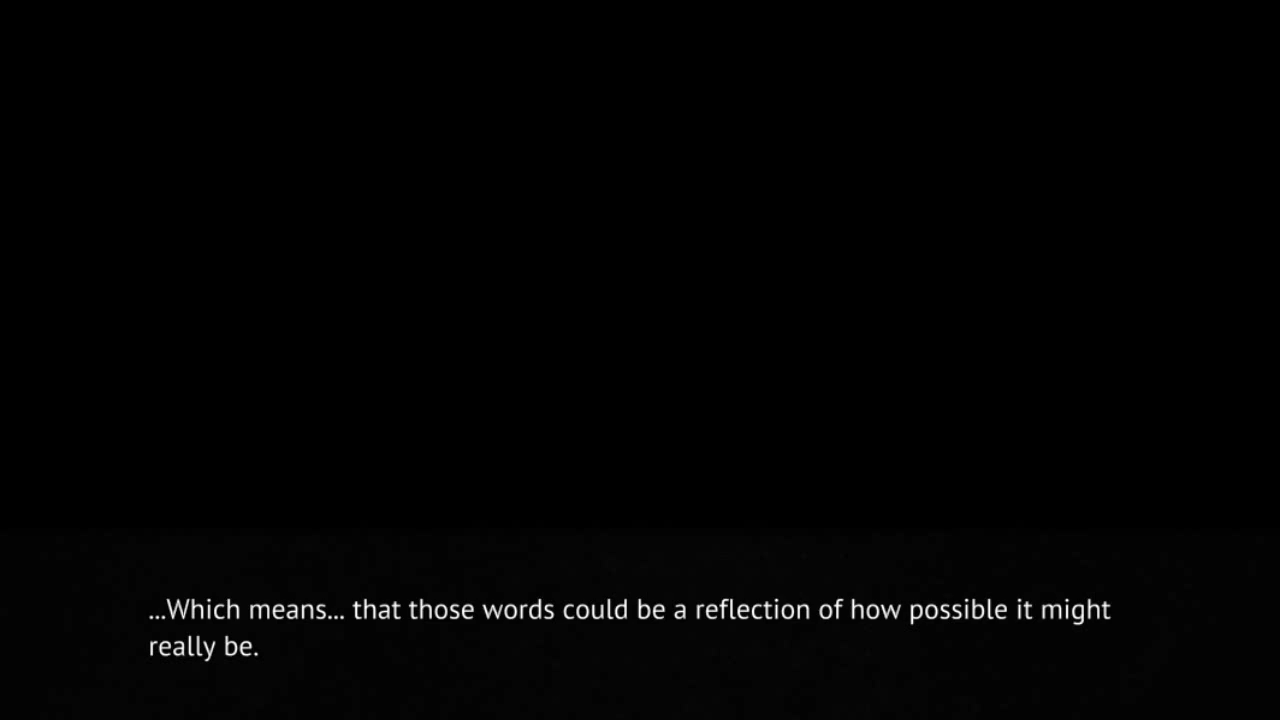 ...Which means... that those words could be a reflection of how possible it might
really be.